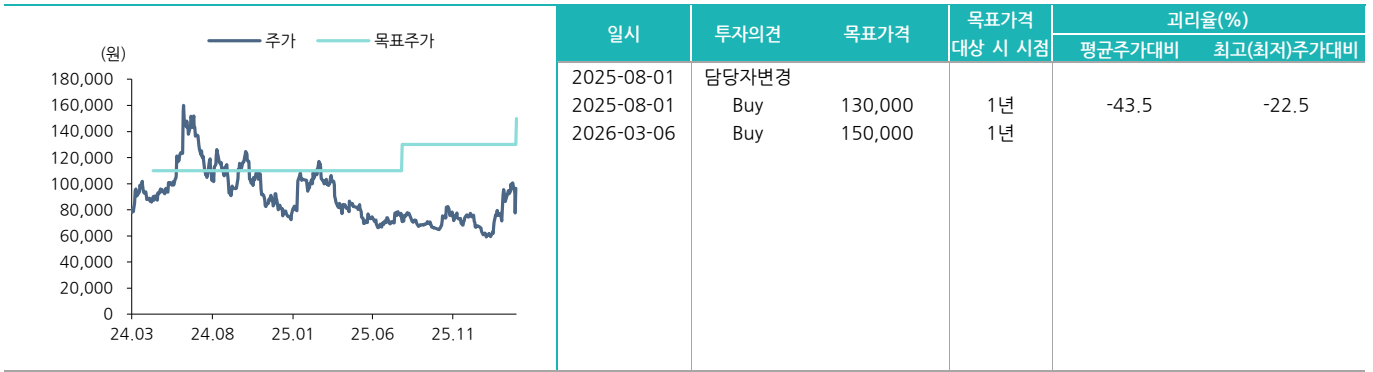 주가 목표주가
(원)
180,000
160,000
140,000
120,000
100,000
80,000
60,000
40,000
20,000
0
24.03 24.08 25.01 25.06 25.11
일시 투자의견 목표가격 목표가격 대상 시 시점 괴리율(%)
평균주가대비 최고(최저)주가대비
2025-08-01 담당자변경
2025-08-01 Buy 130,000 1년 -43.5 -22.5
2026-03-06 Buy 150,000 1년